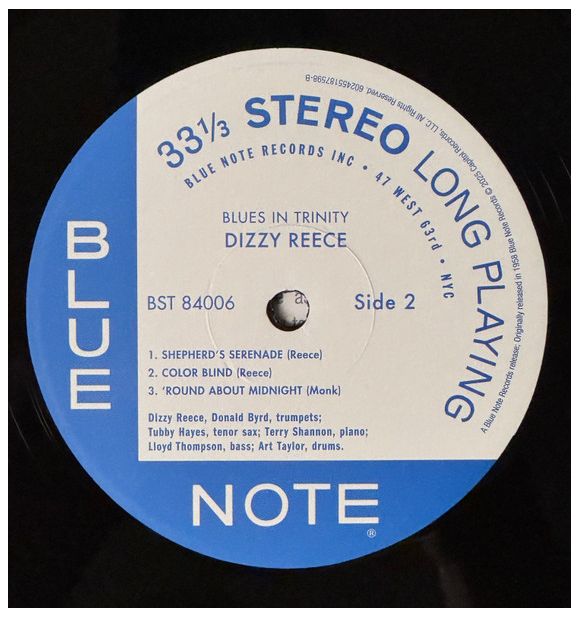 33⅓ STEREO LONG PLAYING
BLUE NOTE RECORDS INC • 47 WEST 63rd • NYC
A Blue Note Records release; Originally released in 1958 Blue Note Records © 2025 Capitol Records, LLC. All Rights Reserved. 602455187598-B
BLUES IN TRINITY
DIZZY REECE
BST 84006
Side 2
1. SHEPHERD'S SERENADE (Reece)
2. COLOR BLIND (Reece)
3. 'ROUND ABOUT MIDNIGHT (Monk)
Dizzy Reece, Donald Byrd, trumpets;
Tubby Hayes, tenor sax; Terry Shannon, piano;
Lloyd Thompson, bass; Art Taylor, drums.
BLUE
NOTE
®